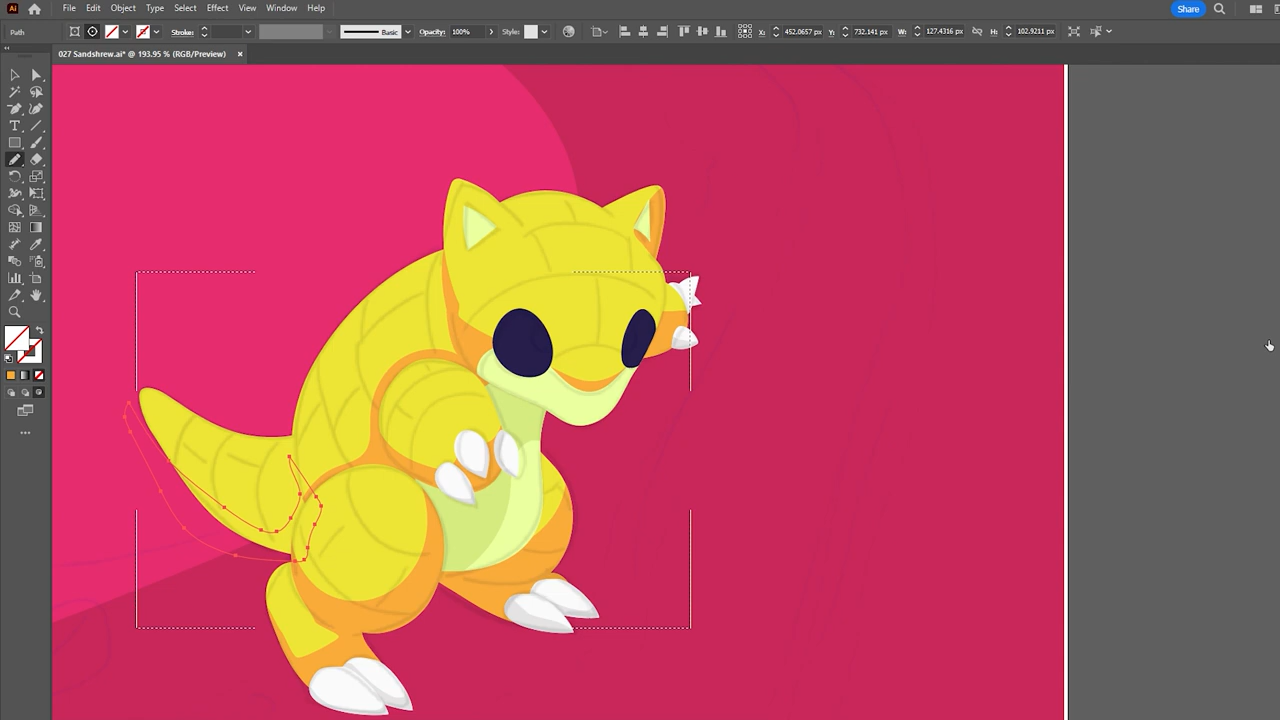 Ai File Edit Object Type Select Effect View Window Help Share
Path Stroke: Basic Opacity: 100% Style: X: 452.0657 px Y: 732.141 px W: 127.4316 px H: 102.9211 px
027 Sandshrew.ai* @ 193.95 % (RGB/Preview) ×